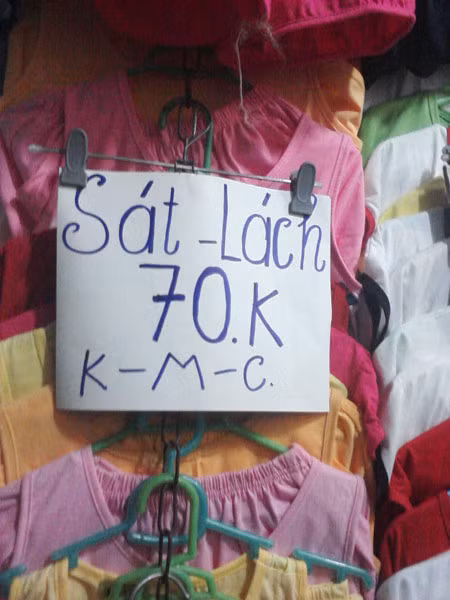 Sát - Lách
70.K
K - M - C.